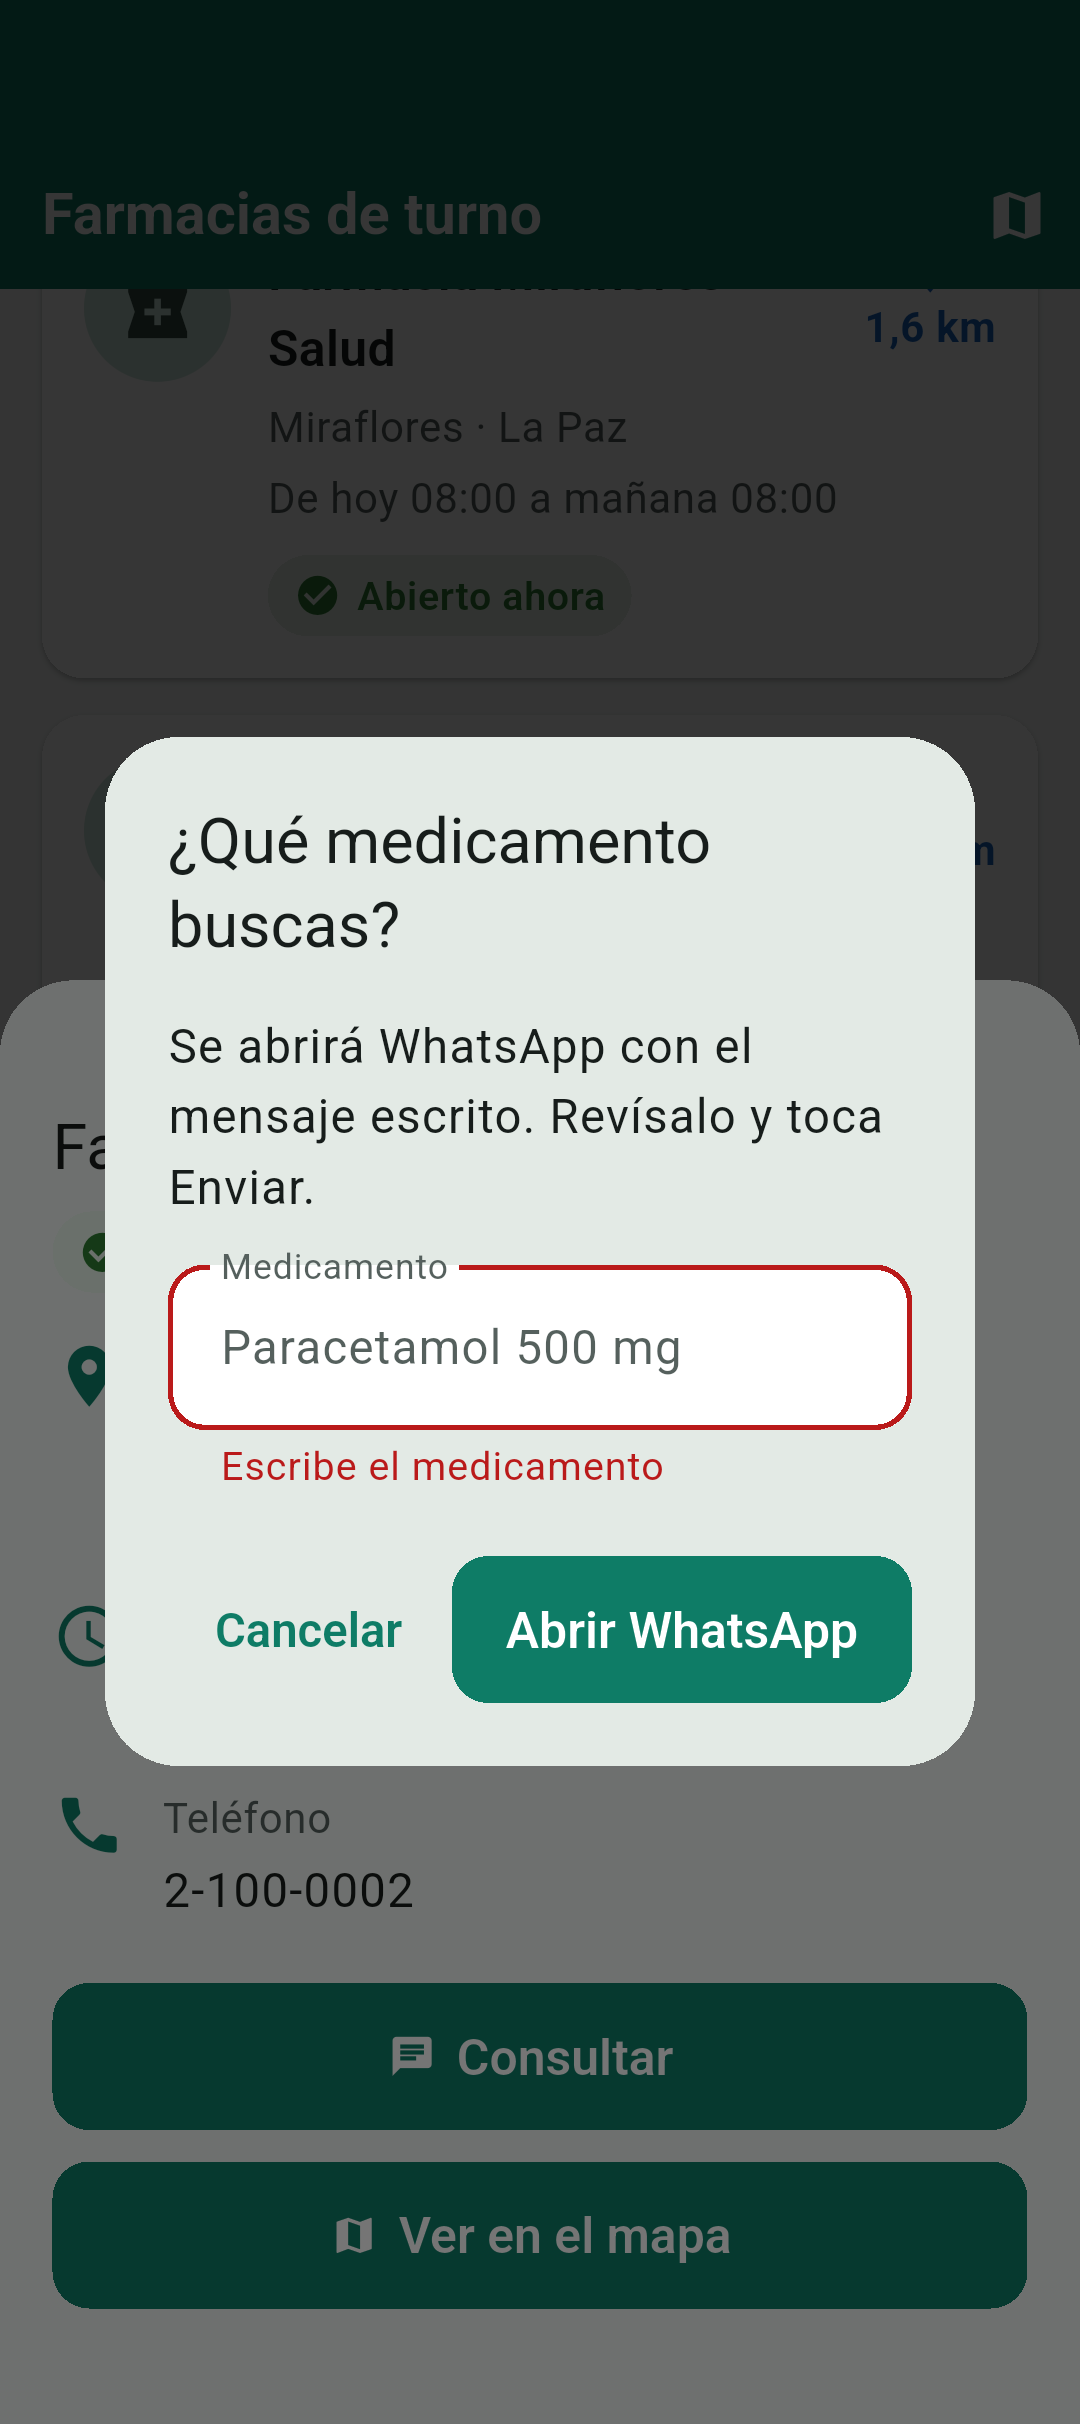 Farmacias de turno
Salud
1,6 km
Miraflores · La Paz
De hoy 08:00 a mañana 08:00
Abierto ahora
¿Qué medicamento
buscas?
Se abrirá WhatsApp con el
mensaje escrito. Revísalo y toca
Enviar.
Medicamento
Paracetamol 500 mg
Escribe el medicamento
Cancelar
Abrir WhatsApp
Teléfono
2-100-0002
Consultar
Ver en el mapa